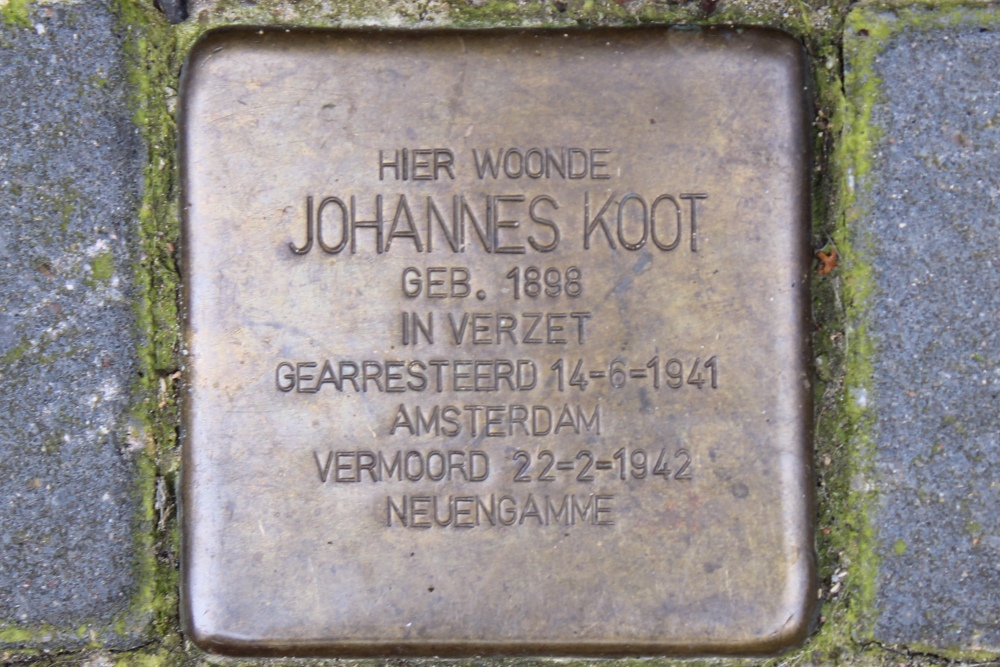 HIER WOONDE
JOHANNES KOOT
GEB. 1898
IN VERZET
GEARRESTEERD 14-6-1941
AMSTERDAM
VERMOORD 22-2-1942
NEUENGAMME